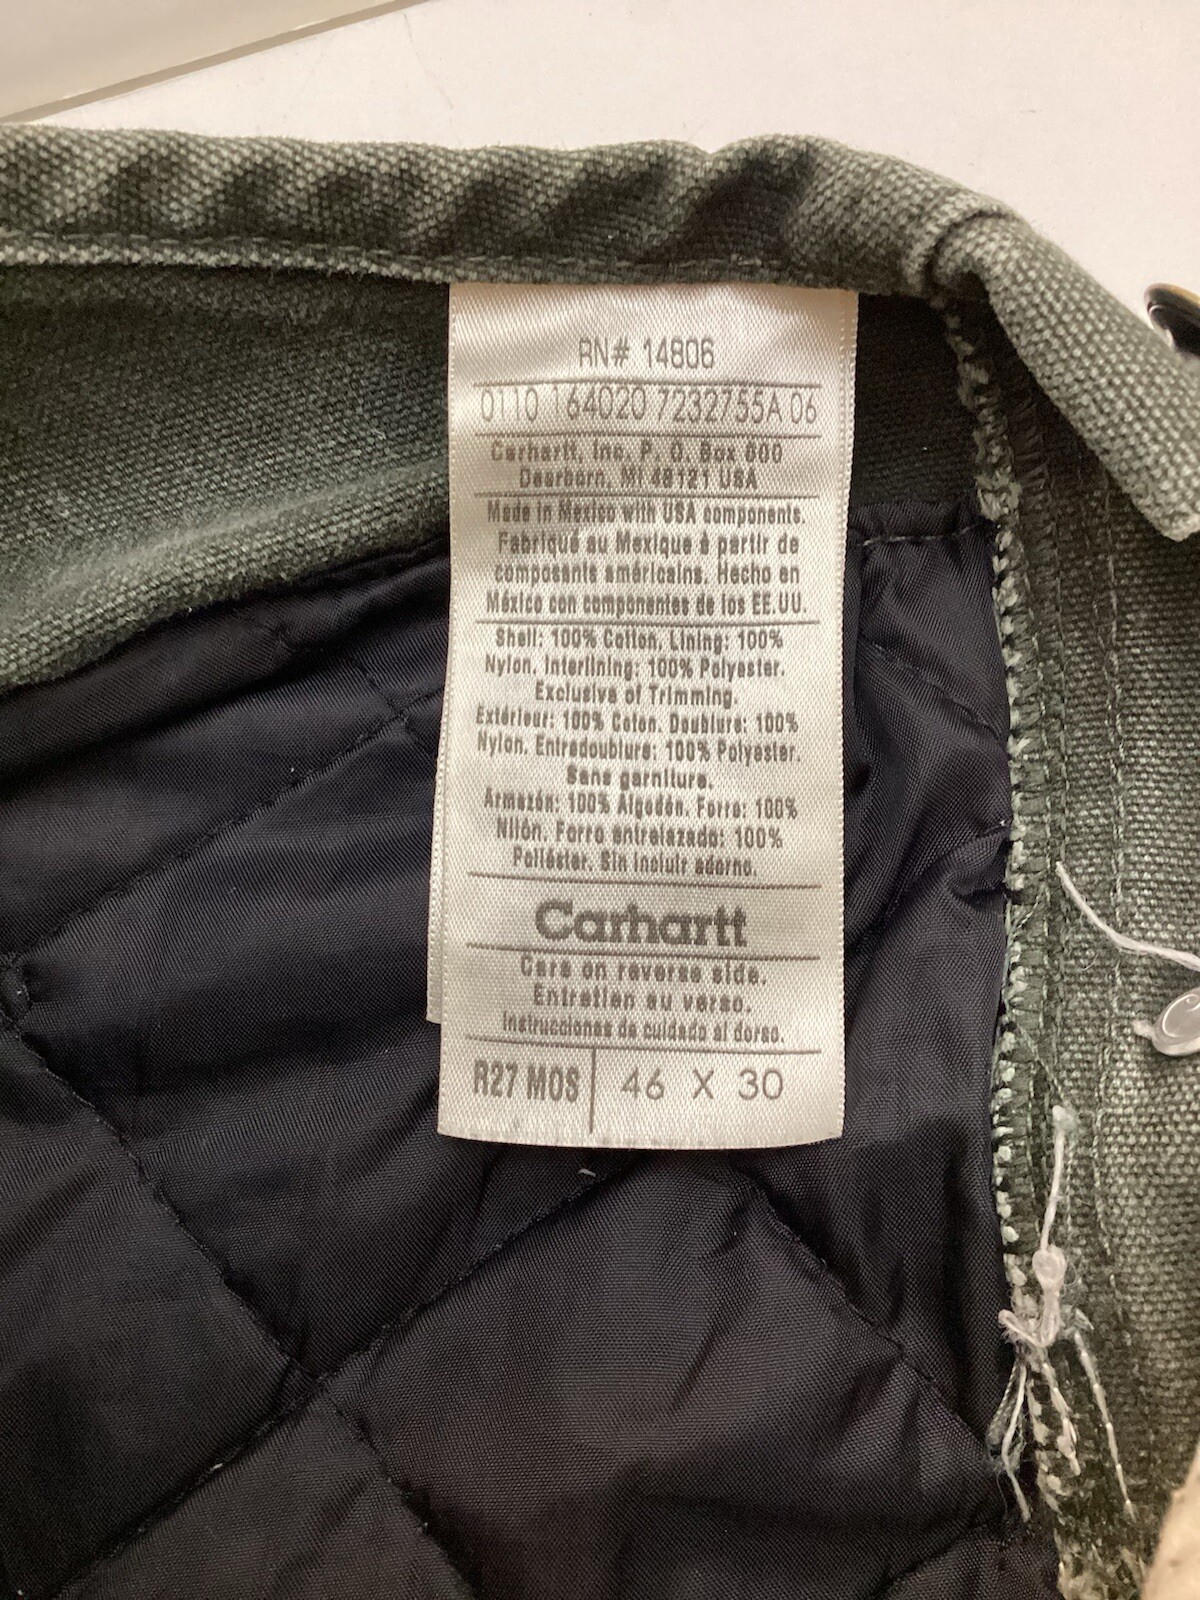 RN# 14806
0110 164020 7232755A 06
Carhartt, Inc. P. O. Box 600
Dearborn, MI 48121 USA
Made in Mexico with USA components.
Fabriqué au Mexique à partir de
composants américains. Hecho en
México con componentes de los EE.UU.
Shell: 100% Cotton, Lining: 100%
Nylon, Interlining: 100% Polyester.
Exclusive of Trimming.
Extérieur: 100% Coton. Doublure: 100%
Nylon. Entredoublure: 100% Polyester.
Sans garniture.
Armazón: 100% Algodón. Forro: 100%
Nilón. Forro entrelazado: 100%
Poliéster. Sin incluir adorno.
Carhartt
Care on reverse side.
Entretien au verso.
Instrucciones de cuidado al dorso.
R27 MOS 46 X 30